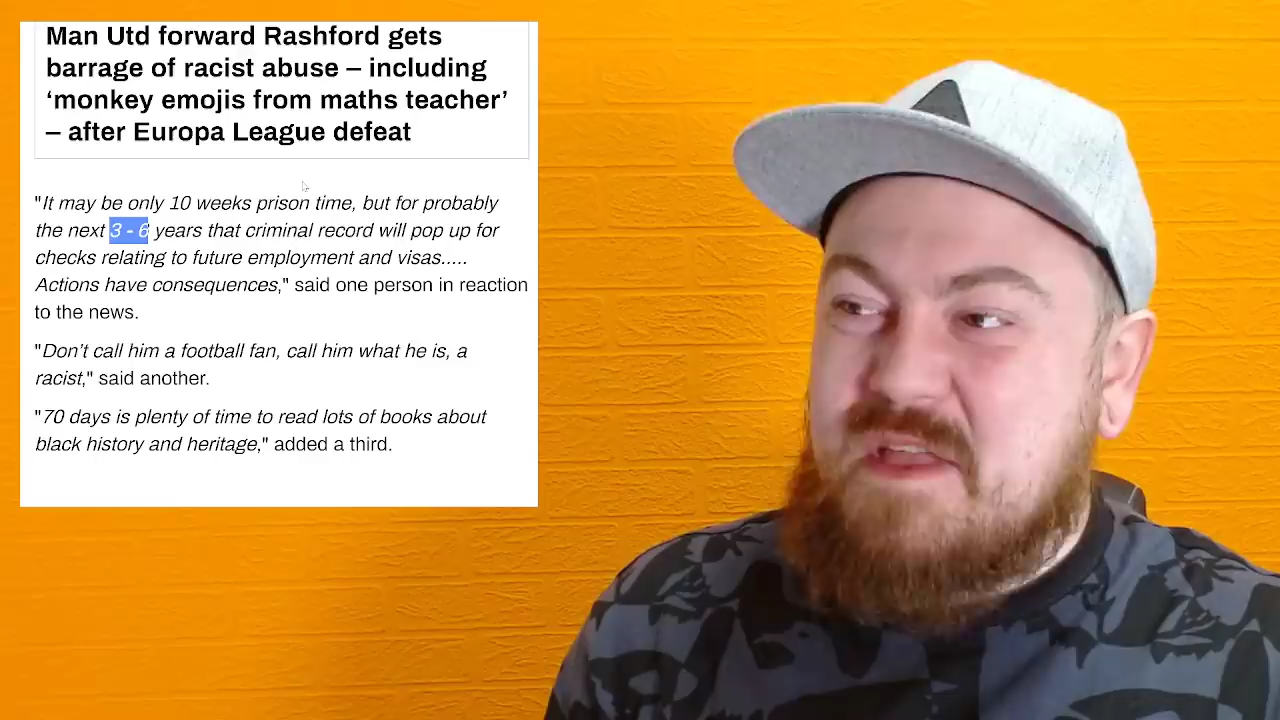 Man Utd forward Rashford gets
barrage of racist abuse – including
‘monkey emojis from maths teacher’
– after Europa League defeat
"It may be only 10 weeks prison time, but for probably
the next 3 - 6 years that criminal record will pop up for
checks relating to future employment and visas.....
Actions have consequences," said one person in reaction
to the news.
"Don’t call him a football fan, call him what he is, a
racist," said another.
"70 days is plenty of time to read lots of books about
black history and heritage," added a third.